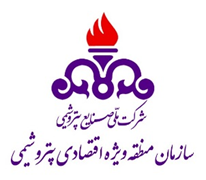 شرکت ملی صنایع پتروشیمی
سازمان منطقه ویژه اقتصادی پتروشیمی